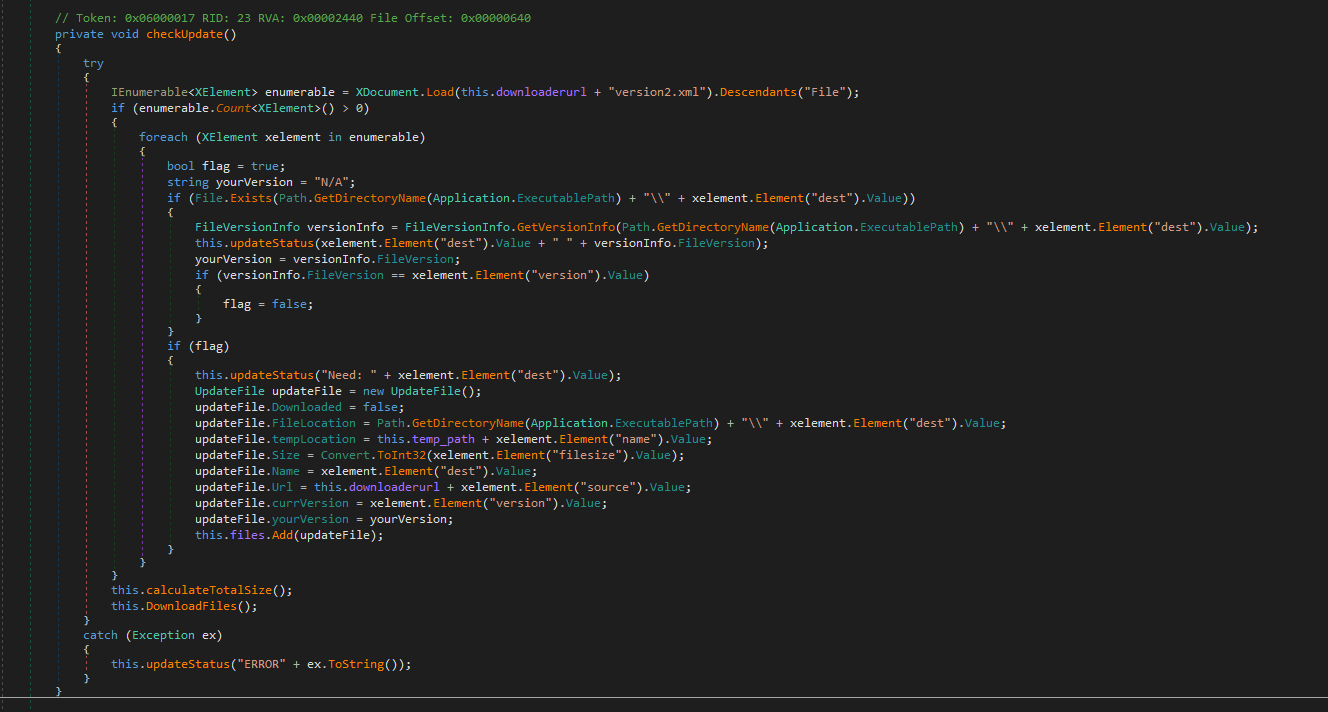 // Token: 0x06000017 RID: 23 RVA: 0x00002440 File Offset: 0x00000640
private void checkUpdate()
{
    try
    {
        IEnumerable<XElement> enumerable = XDocument.Load(this.downloaderurl + "version2.xml").Descendants("File");
        if (enumerable.Count<XElement>() > 0)
        {
            foreach (XElement xelement in enumerable)
            {
                bool flag = true;
                string yourVersion = "N/A";
                if (File.Exists(Path.GetDirectoryName(Application.ExecutablePath) + "\\" + xelement.Element("dest").Value))
                {
                    FileVersionInfo versionInfo = FileVersionInfo.GetVersionInfo(Path.GetDirectoryName(Application.ExecutablePath) + "\\" + xelement.Element("dest").Value);
                    this.updateStatus(xelement.Element("dest").Value + " " + versionInfo.FileVersion);
                    yourVersion = versionInfo.FileVersion;
                    if (versionInfo.FileVersion == xelement.Element("version").Value)
                    {
                        flag = false;
                    }
                }
                if (flag)
                {
                    this.updateStatus("Need: " + xelement.Element("dest").Value);
                    UpdateFile updateFile = new UpdateFile();
                    updateFile.Downloaded = false;
                    updateFile.FileLocation = Path.GetDirectoryName(Application.ExecutablePath) + "\\" + xelement.Element("dest").Value;
                    updateFile.tempLocation = this.temp_path + xelement.Element("name").Value;
                    updateFile.Size = Convert.ToInt32(xelement.Element("filesize").Value);
                    updateFile.Name = xelement.Element("dest").Value;
                    updateFile.Url = this.downloaderurl + xelement.Element("source").Value;
                    updateFile.currVersion = xelement.Element("version").Value;
                    updateFile.yourVersion = yourVersion;
                    this.files.Add(updateFile);
                }
            }
        }
        this.calculateTotalSize();
        this.DownloadFiles();
    }
    catch (Exception ex)
    {
        this.updateStatus("ERROR" + ex.ToString());
    }
}